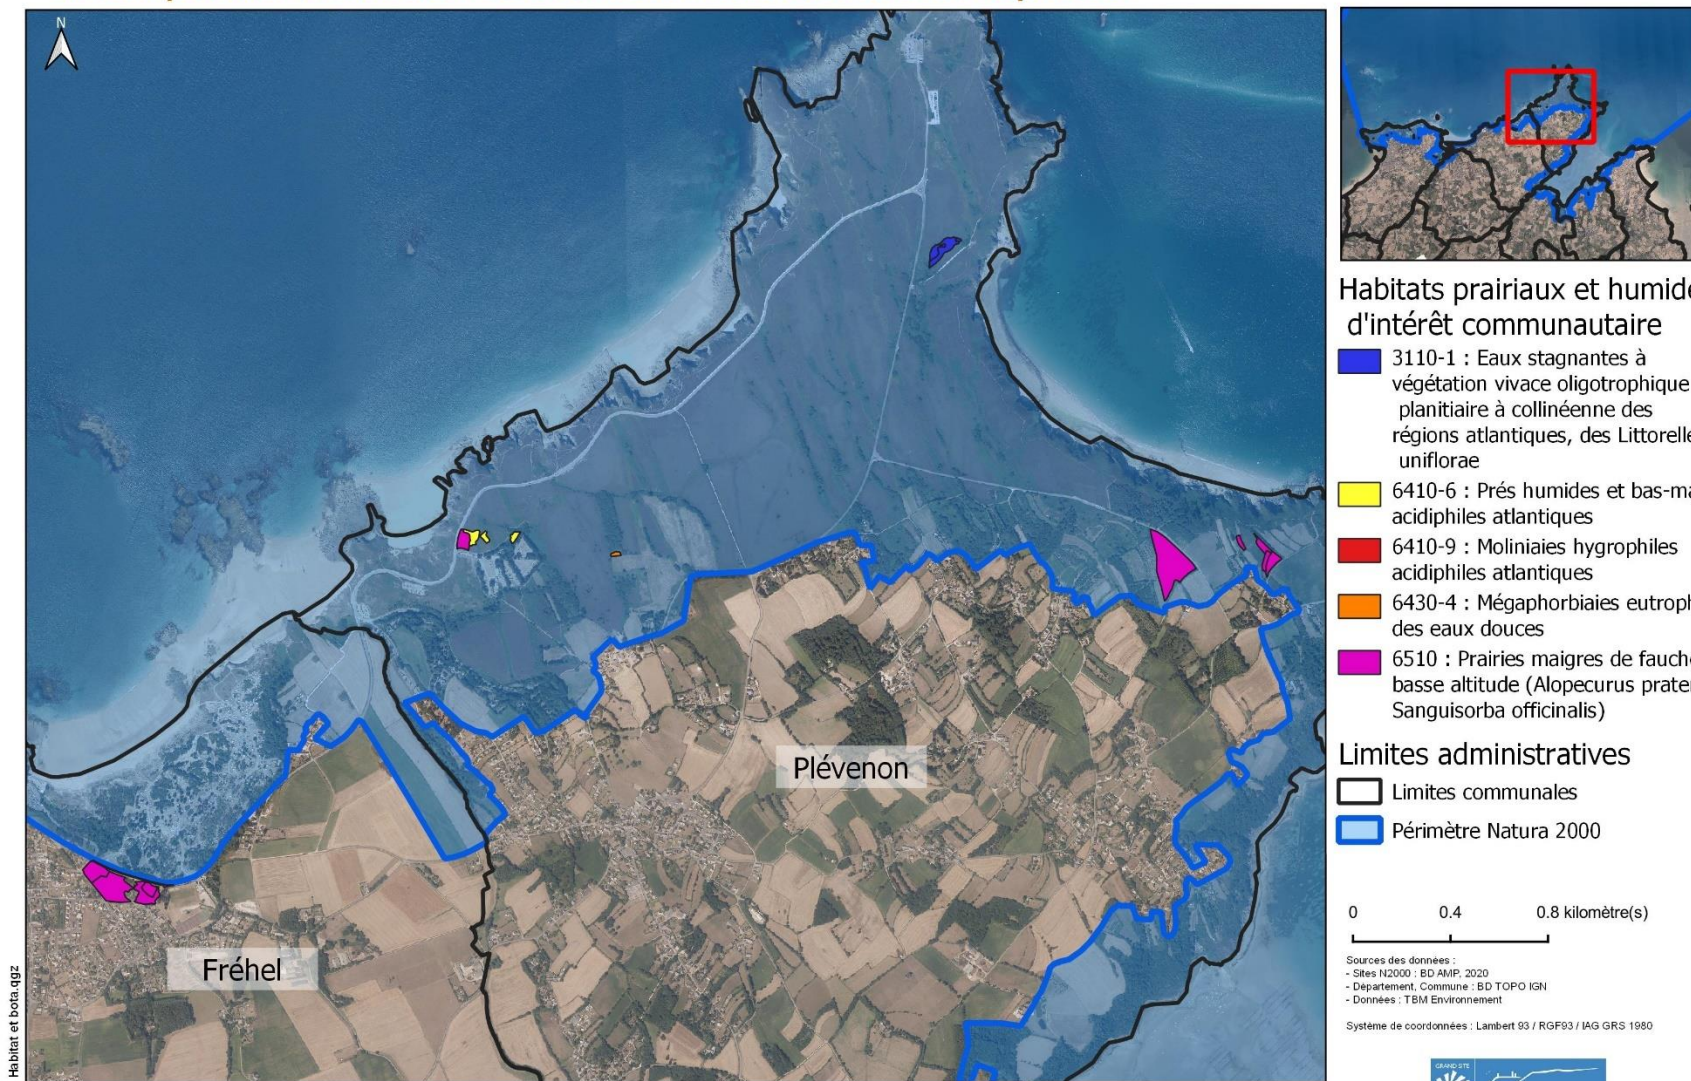 N
Plévenon
Fréhel
Habitat et bota.qgz
Habitats prairiaux et humide
d'intérêt communautaire
3110-1 : Eaux stagnantes à
végétation vivace oligotrophique
planitiaire à collinéenne des
régions atlantiques, des Littorelle
uniflorae
6410-6 : Prés humides et bas-ma
acidiphiles atlantiques
6410-9 : Moliniaies hygrophiles
acidiphiles atlantiques
6430-4 : Mégaphorbiaies eutroph
des eaux douces
6510 : Prairies maigres de fauche
basse altitude (Alopecurus prater
Sanguisorba officinalis)
Limites administratives
Limites communales
Périmètre Natura 2000
0 0.4 0.8 kilomètre(s)
Sources des données :
- Sites N2000 : BD AMP, 2020
- Département, Commune : BD TOPO IGN
- Données : TBM Environnement
Système de coordonnées : Lambert 93 / RGF93 / IAG GRS 1980
GRAND SITE